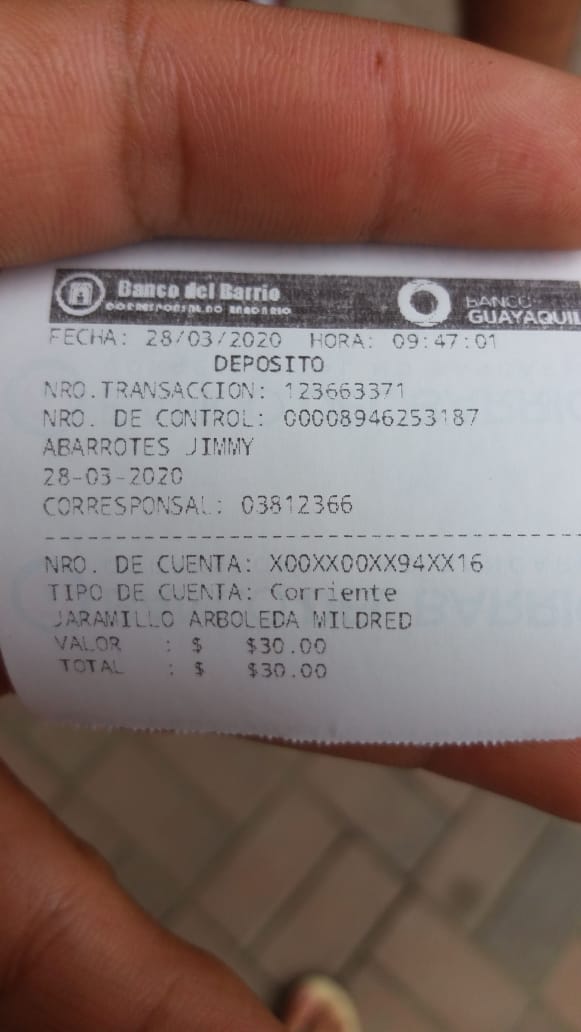 Banco del Barrio
CORRESPONSAL NO BANCARIO
BANCO
GUAYAQUIL
FECHA: 28/03/2020 HORA: 09:47:01
DEPOSITO
NRO.TRANSACCION: 123663371
NRO. DE CONTROL: 00008946253187
ABARROTES JIMMY
28-03-2020
CORRESPONSAL: 03812366
NRO. DE CUENTA: X00XX00XX94XX16
TIPO DE CUENTA: Corriente
JARAMILLO ARBOLEDA MILDRED
VALOR : $ $30.00
TOTAL : $ $30.00